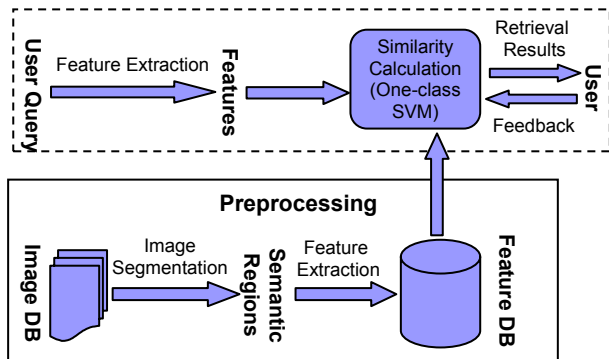 User Query
Feature Extraction
Features
Similarity
Calculation
(One-class
SVM)
Retrieval
Results
User
Feedback
Preprocessing
Image DB
Image
Segmentation
Semantic
Regions
Feature
Extraction
Feature DB